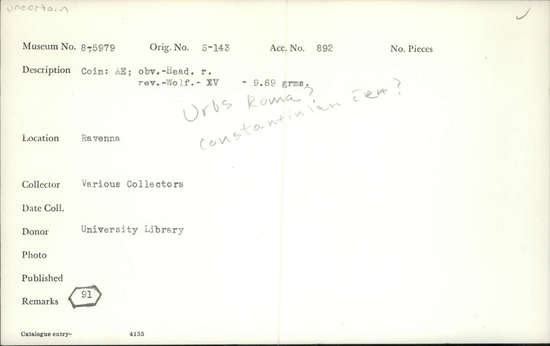 uncertain
Museum No. 8-5979 Orig. No. S-143 Acc. No. 892 No. Pieces
Description Coin: AE; obv.-Head. r.
rev.-Wolf.- XV - 9.69 grms.
Urbs Roma?
Constantinian era?
Location Ravenna
Collector Various Collectors
Date Coll.
Donor University Library
Photo
Published
Remarks 91
Catalogue entry- 4155